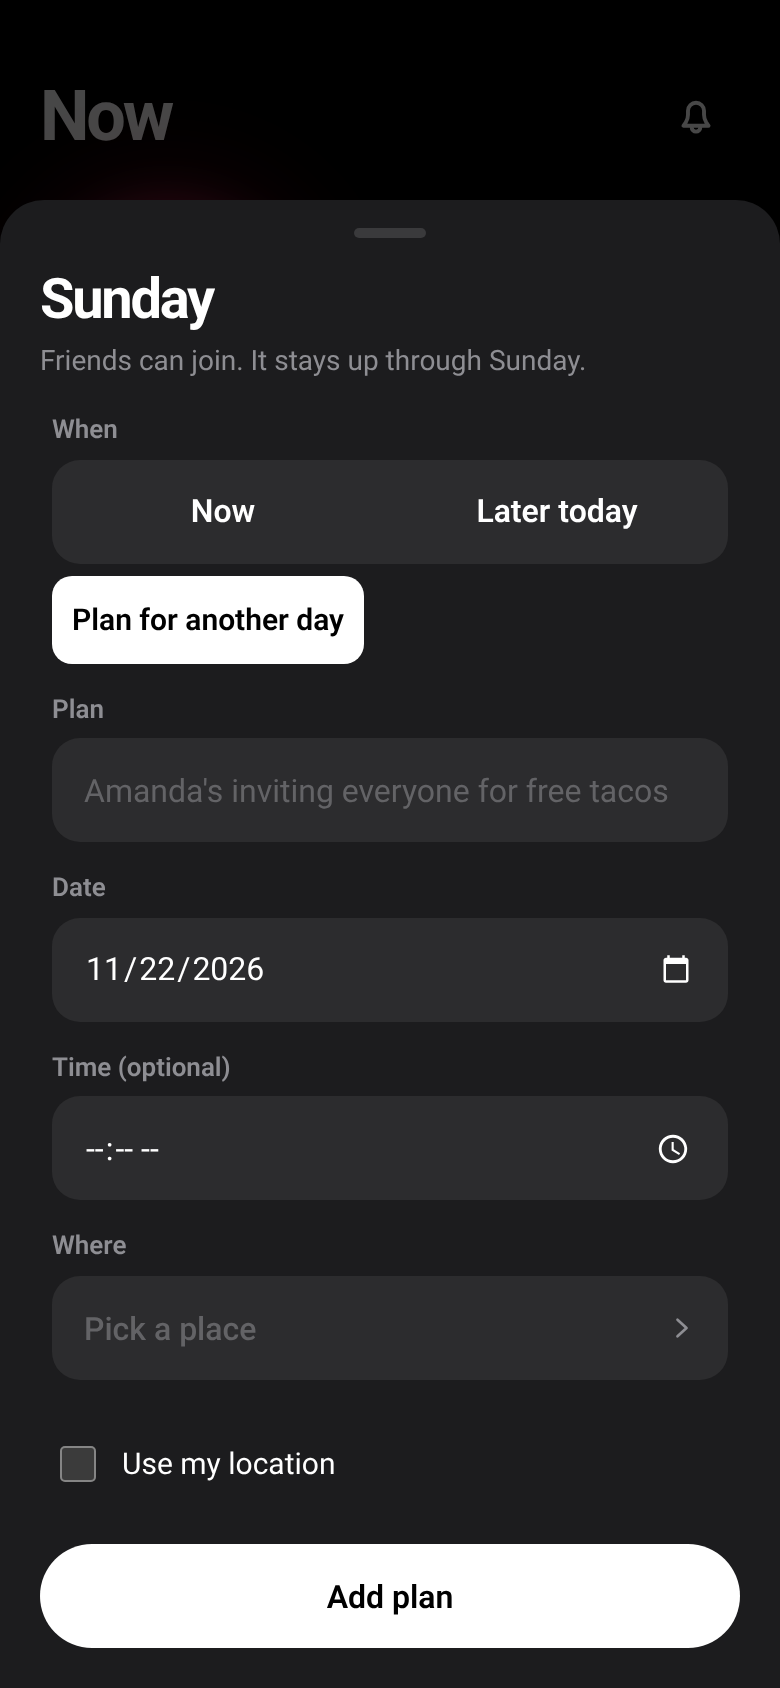 Now
Sunday
Friends can join. It stays up through Sunday.
When
Now
Later today
Plan for another day
Plan
Amanda's inviting everyone for free tacos
Date
11/22/2026
Time (optional)
--:-- --
Where
Pick a place
Use my location
Add plan